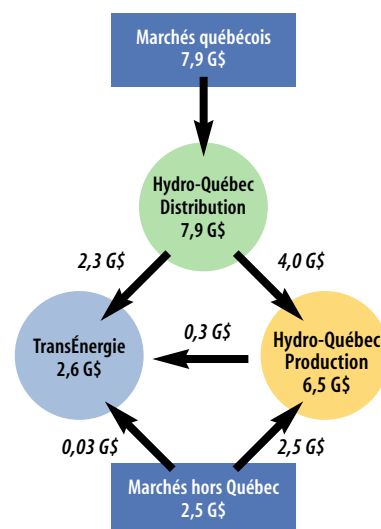 Marchés québécois
7,9 G$
Hydro-Québec
Distribution
7,9 G$
2,3 G$
4,0 G$
TransÉnergie
2,6 G$
0,3 G$
Hydro-Québec
Production
6,5 G$
0,03 G$
2,5 G$
Marchés hors Québec
2,5 G$